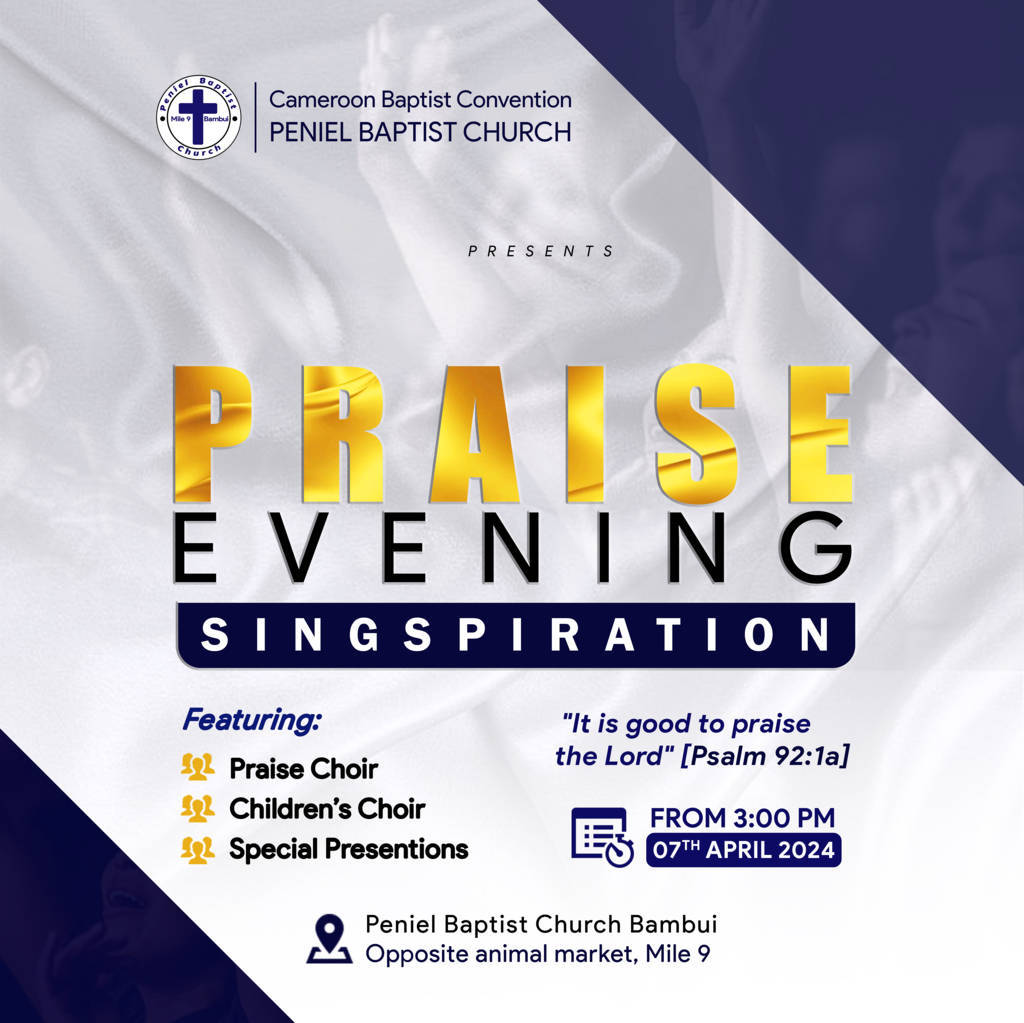 Peniel Baptist
Mile 9 Bambui
Church
Cameroon Baptist Convention
PENIEL BAPTIST CHURCH
PRESENTS
PRAISE
EVENING
SINGSPIRATION
Featuring:
Praise Choir
Children's Choir
Special Presentions
"It is good to praise
the Lord" [Psalm 92:1a]
FROM 3:00 PM
07TH APRIL 2024
Peniel Baptist Church Bambui
Opposite animal market, Mile 9